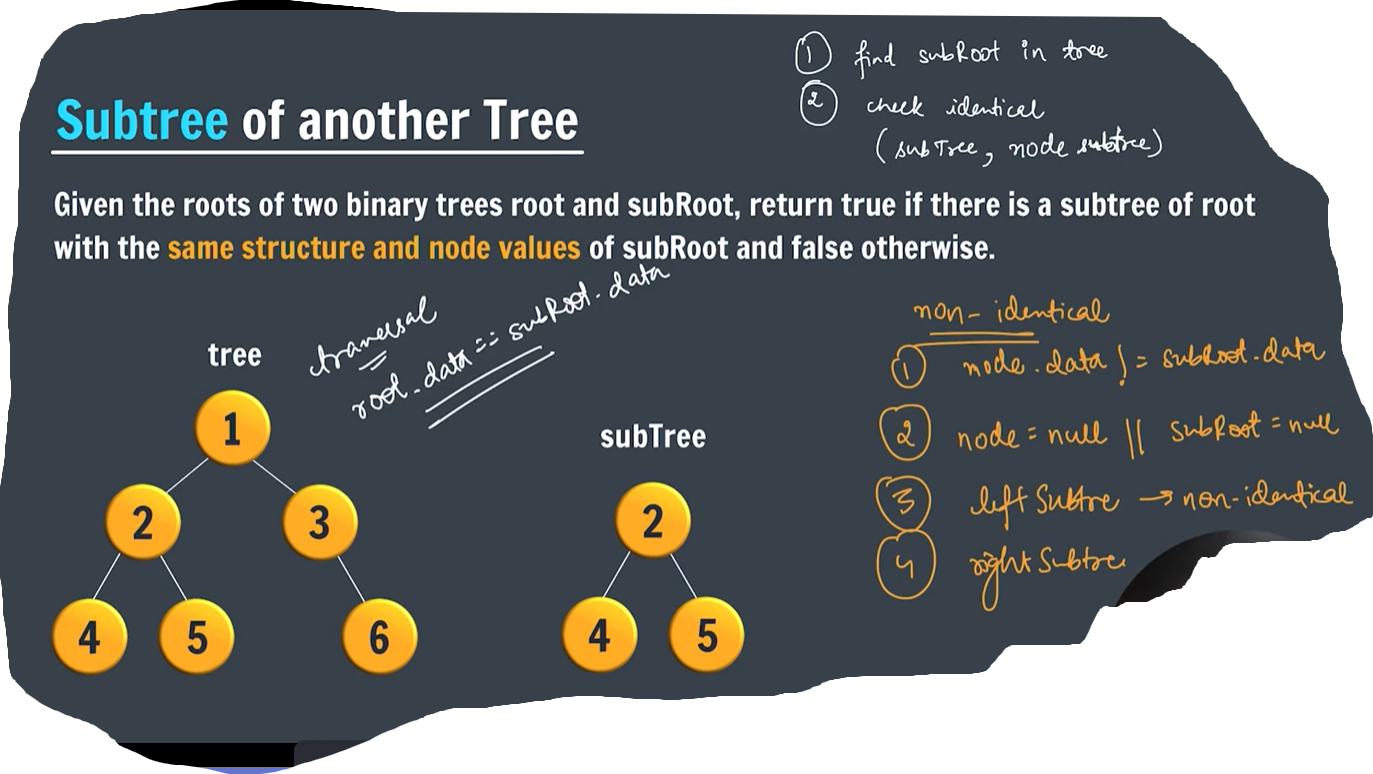 ① find subRoot in tree
② check identical
(subTree, node subtree)
Subtree of another Tree
Given the roots of two binary trees root and subRoot, return true if there is a subtree of root
with the same structure and node values of subRoot and false otherwise.
traversal
root.data == subRoot.data
non-identical
① node.data != subRoot.data
② node = null || subRoot = null
③ left Subtre → non-identical
④ right Subtre
tree
1
2 3
4 5 6
subTree
2
4 5